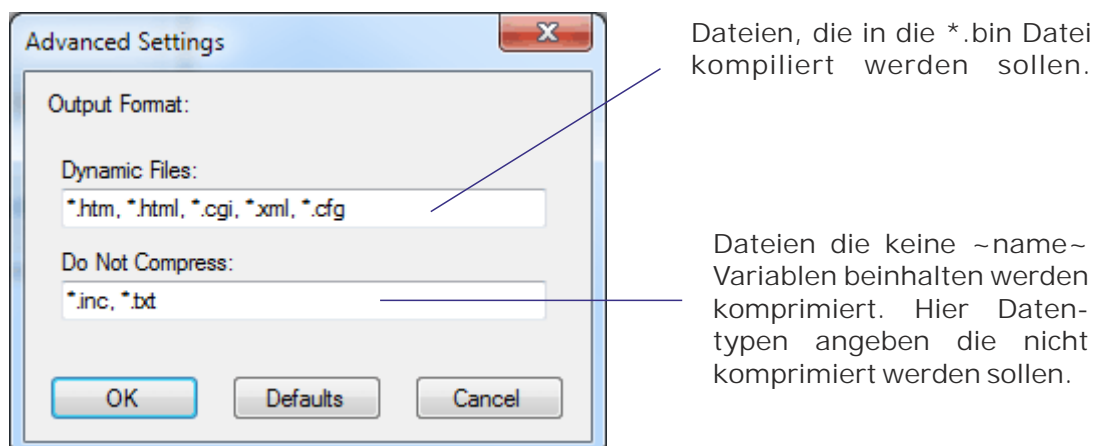 Advanced Settings
Output Format:
Dynamic Files:
*.htm, *.html, *.cgi, *.xml, *.cfg
Do Not Compress:
*.inc, *.txt
OK
Defaults
Cancel
Dateien, die in die *.bin Datei
kompiliert werden sollen.
Dateien die keine ~name~
Variablen beinhalten werden
komprimiert. Hier Daten-
typen angeben die nicht
komprimiert werden sollen.